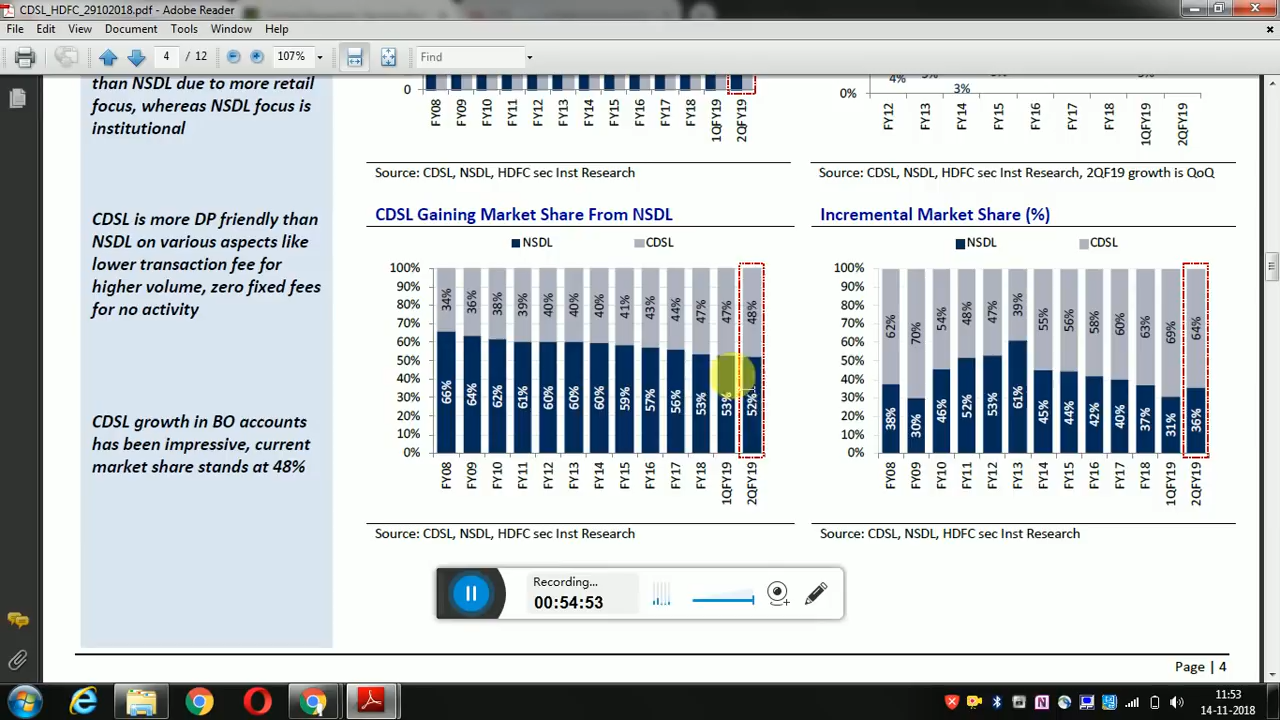 CDSL_HDFC_29102018.pdf - Adobe Reader
File Edit View Document Tools Window Help
4 / 12 107% Find
than NSDL due to more retail
focus, whereas NSDL focus is
institutional
CDSL is more DP friendly than
NSDL on various aspects like
lower transaction fee for
higher volume, zero fixed fees
for no activity
CDSL growth in BO accounts
has been impressive, current
market share stands at 48%
0
FY08 FY09 FY10 FY11 FY12 FY13 FY14 FY15 FY16 FY17 FY18 1QFY19 2QFY19
Source: CDSL, NSDL, HDFC sec Inst Research
4% 3%
0%
FY12 FY13 FY14 FY15 FY16 FY17 FY18 1QFY19 2QFY19
Source: CDSL, NSDL, HDFC sec Inst Research, 2QF19 growth is QoQ
CDSL Gaining Market Share From NSDL
NSDL CDSL
100%
90%
80%
70%
60%
50%
40%
30%
20%
10%
0%
34% 36% 38% 39% 40% 40% 40% 41% 43% 44% 47% 47% 48%
66% 64% 62% 61% 60% 60% 60% 59% 57% 56% 53% 53% 52%
FY08 FY09 FY10 FY11 FY12 FY13 FY14 FY15 FY16 FY17 FY18 1QFY19 2QFY19
Source: CDSL, NSDL, HDFC sec Inst Research
Incremental Market Share (%)
NSDL CDSL
100%
90%
80%
70%
60%
50%
40%
30%
20%
10%
0%
62% 70% 54% 48% 47% 39% 55% 56% 58% 60% 63% 69% 64%
38% 30% 46% 52% 53% 61% 45% 44% 42% 40% 37% 31% 36%
FY08 FY09 FY10 FY11 FY12 FY13 FY14 FY15 FY16 FY17 FY18 1QFY19 2QFY19
Source: CDSL, NSDL, HDFC sec Inst Research
Recording...
00:54:53
Page | 4
11:53
14-11-2018